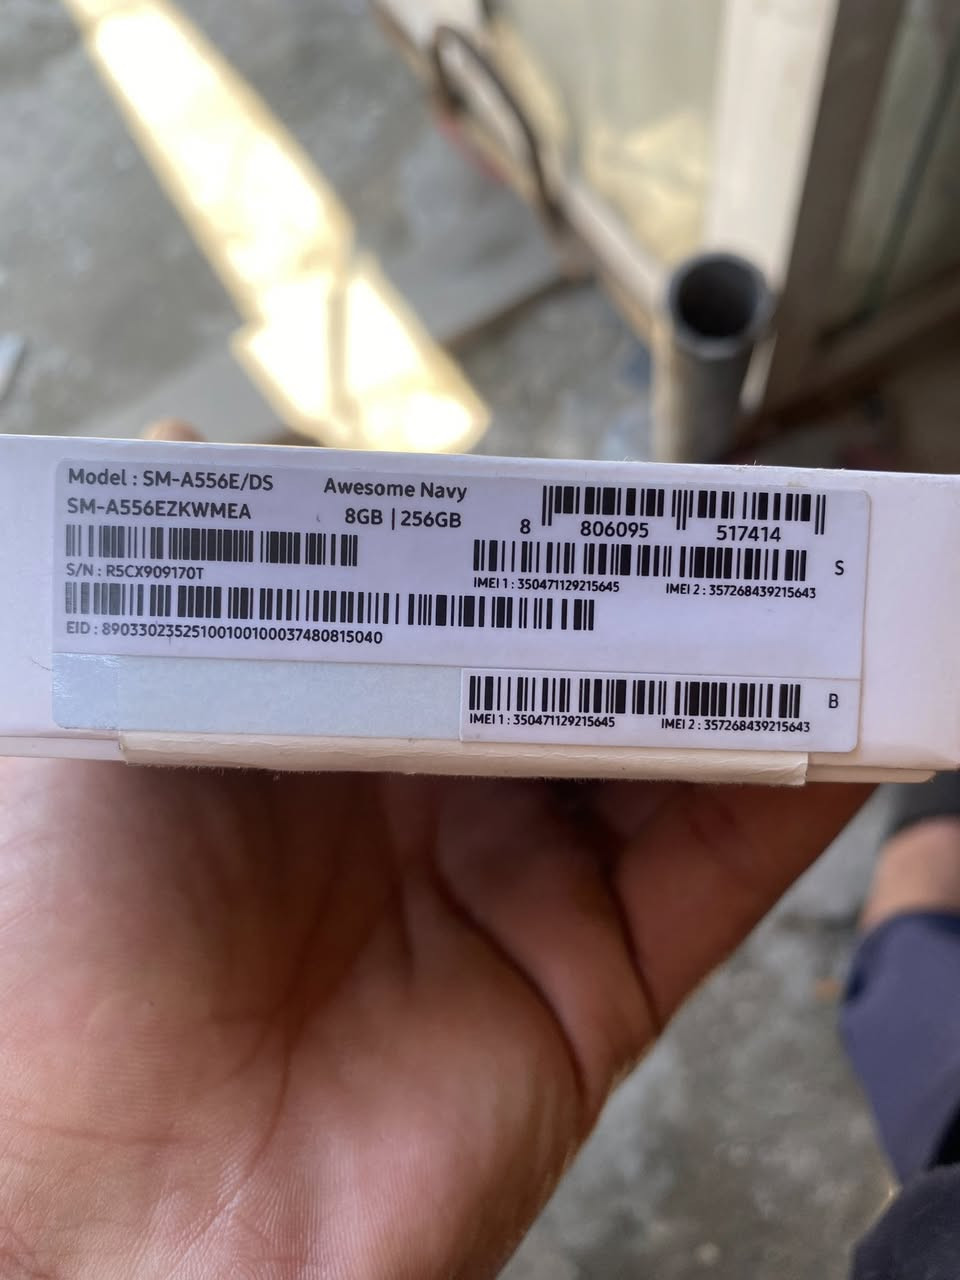 Model : SM-A556E/DS
Awesome Navy
SM-A556EZKWMEA
8GB | 256GB
8 806095 517414
S/N : R5CX909170T
IMEI 1 : 350471129215645 IMEI 2 : 357268439215643
S
EID : 89033023525100100100037480815040
IMEI 1 : 350471129215645 IMEI 2 : 357268439215643
B